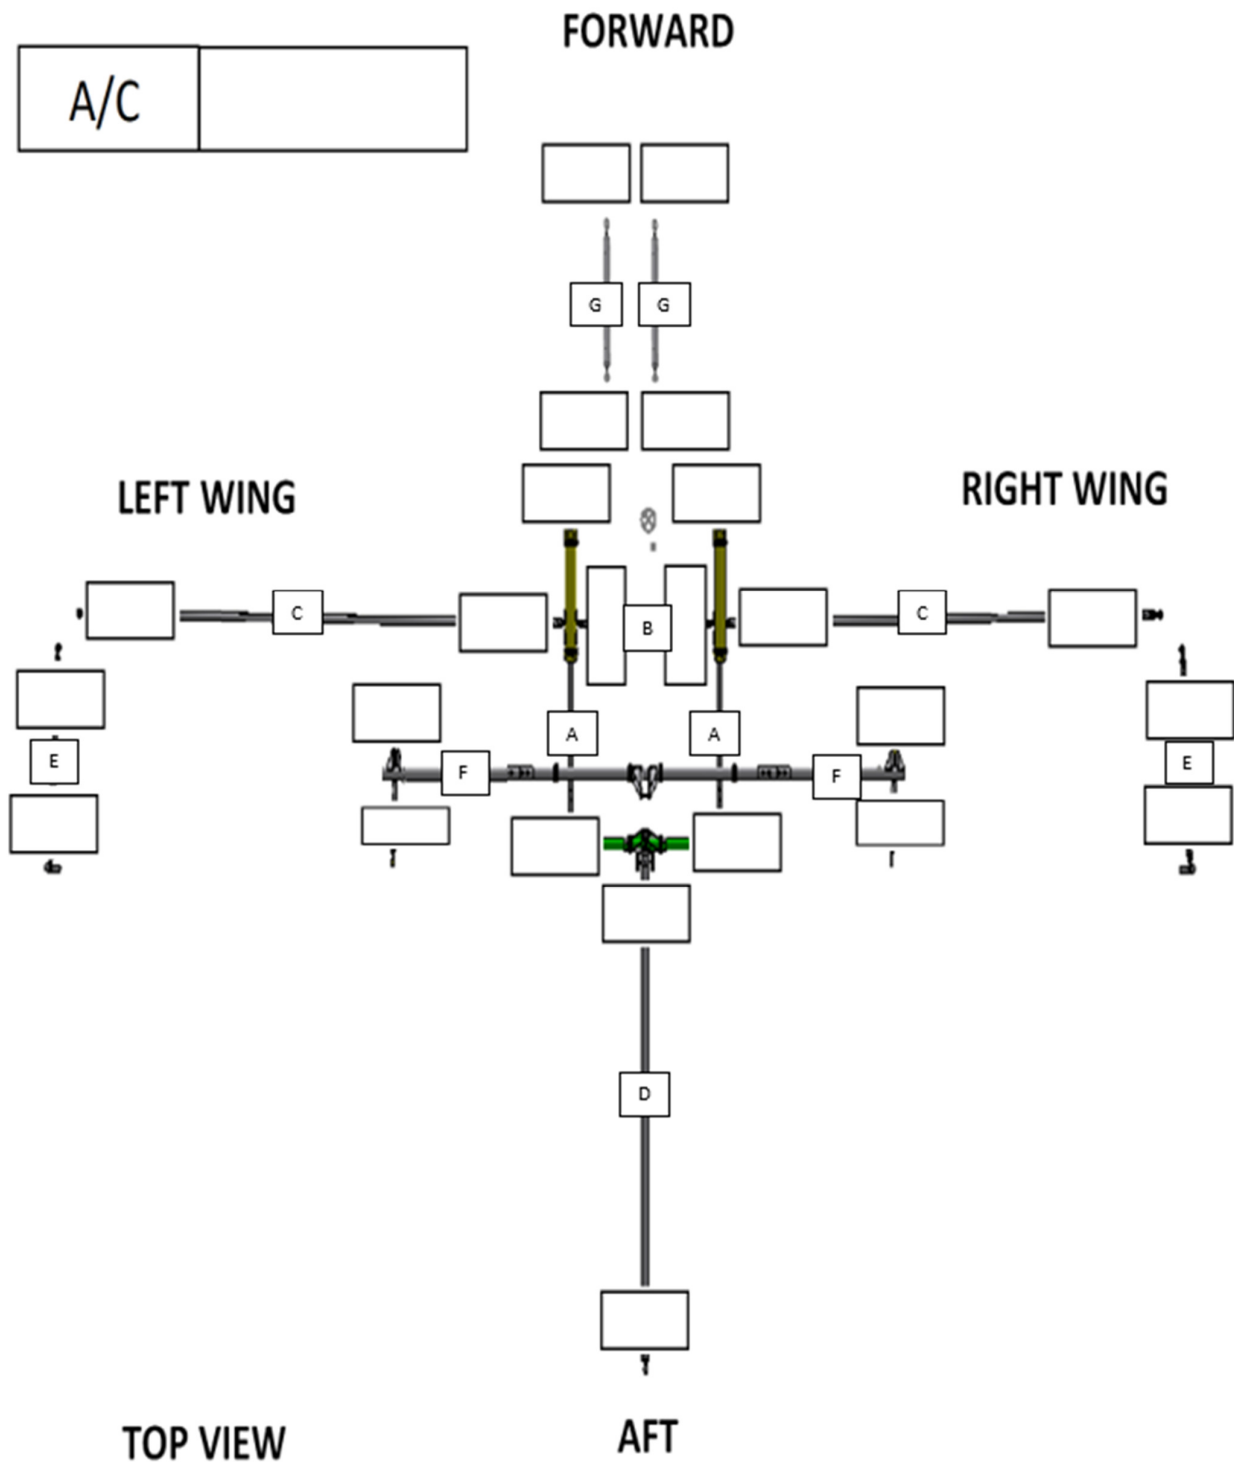 FORWARD
A/C
G G
LEFT WING
RIGHT WING
C B C
A A
E F F E
D
TOP VIEW
AFT